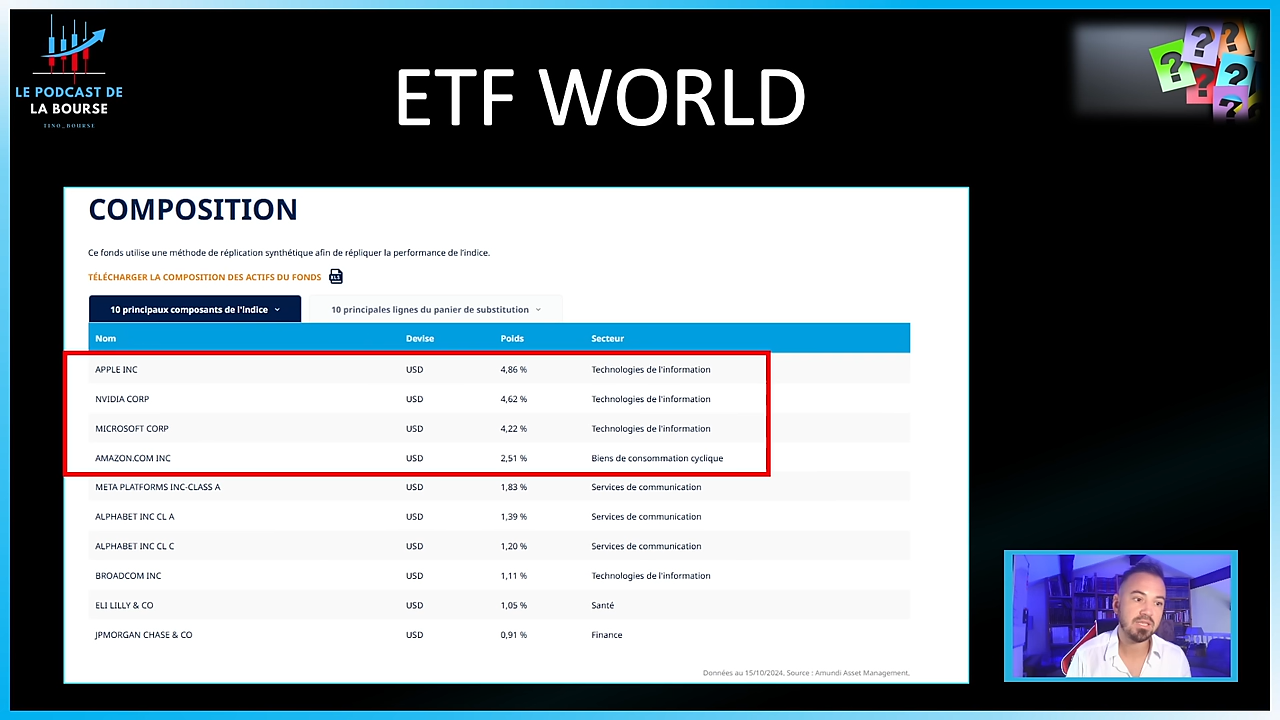 LE PODCAST DE
LA BOURSE
TINO_BOURSE
ETF WORLD
COMPOSITION
Ce fonds utilise une méthode de réplication synthétique afin de répliquer la performance de l'indice.
TÉLÉCHARGER LA COMPOSITION DES ACTIFS DU FONDS XLS
10 principaux composants de l'indice 10 principales lignes du panier de substitution
Nom Devise Poids Secteur
APPLE INC USD 4,86 % Technologies de l'information
NVIDIA CORP USD 4,62 % Technologies de l'information
MICROSOFT CORP USD 4,22 % Technologies de l'information
AMAZON.COM INC USD 2,51 % Biens de consommation cyclique
META PLATFORMS INC-CLASS A USD 1,83 % Services de communication
ALPHABET INC CL A USD 1,39 % Services de communication
ALPHABET INC CL C USD 1,20 % Services de communication
BROADCOM INC USD 1,11 % Technologies de l'information
ELI LILLY & CO USD 1,05 % Santé
JPMORGAN CHASE & CO USD 0,91 % Finance
Données au 15/10/2024. Source : Amundi Asset Management.